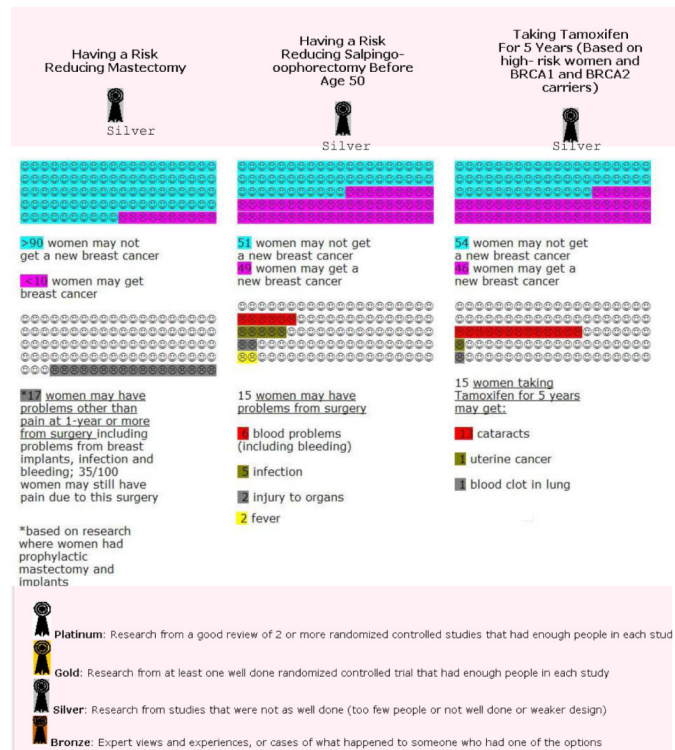 Having a Risk
Reducing Mastectomy
Silver
Having a Risk
Reducing Salpingo-
oophorectomy Before
Age 50
Silver
Taking Tamoxifen
For 5 Years (Based on
high- risk women and
BRCA1 and BRCA2
carriers)
Silver
>90 women may not
get a new breast cancer
<10 women may get
breast cancer
*17 women may have
problems other than
pain at 1-year or more
from surgery including
problems from breast
implants, infection and
bleeding; 35/100
women may still have
pain due to this surgery
*based on research
where women had
prophylactic
mastectomy and
implants
51 women may not get
a new breast cancer
49 women may get a
new breast cancer
15 women may have
problems from surgery
6 blood problems
(including bleeding)
5 infection
2 injury to organs
2 fever
54 women may not get
a new breast cancer
46 women may get a
new breast cancer
15 women taking
Tamoxifen for 5 years
may get:
13 cataracts
1 uterine cancer
1 blood clot in lung
Platinum: Research from a good review of 2 or more randomized controlled studies that had enough people in each stud
Gold: Research from at least one well done randomized controlled trial that had enough people in each study
Silver: Research from studies that were not as well done (too few people or not well done or weaker design)
Bronze: Expert views and experiences, or cases of what happened to someone who had one of the options